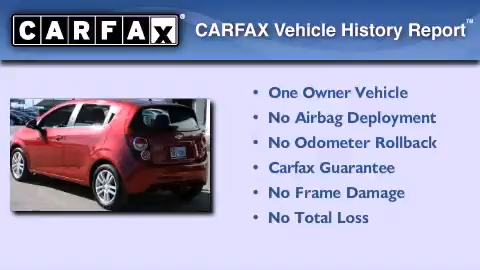 CARFAX® CARFAX Vehicle History Report™
• One Owner Vehicle
• No Airbag Deployment
• No Odometer Rollback
• Carfax Guarantee
• No Frame Damage
• No Total Loss